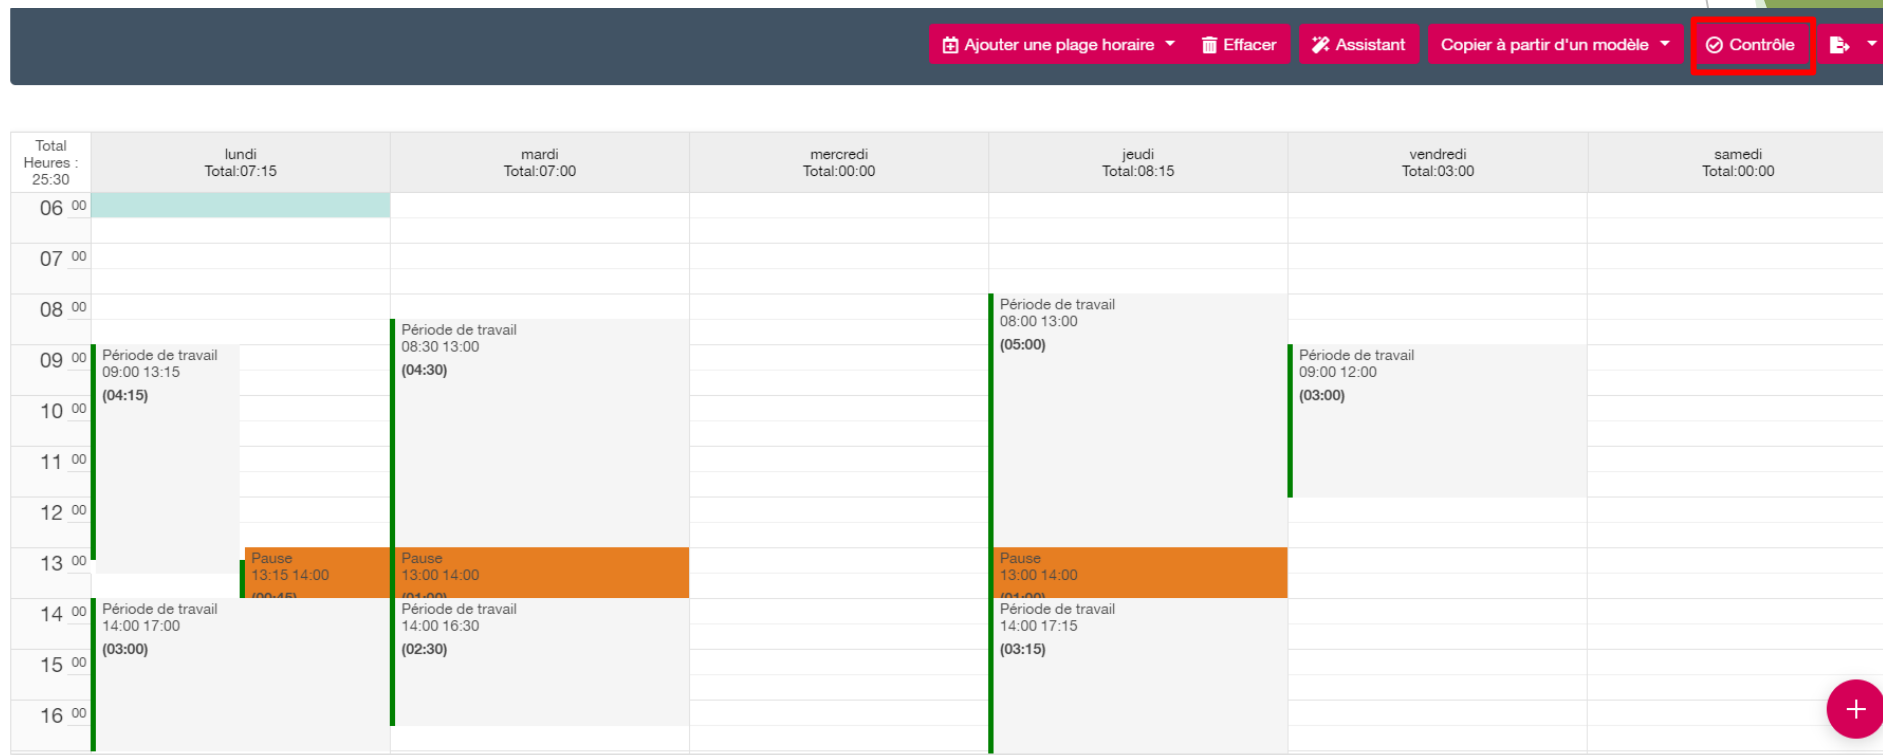 Ajouter une plage horaire
Effacer
Assistant
Copier à partir d'un modèle
Contrôle
Total
Heures :
25:30
lundi
Total:07:15
mardi
Total:07:00
mercredi
Total:00:00
jeudi
Total:08:15
vendredi
Total:03:00
samedi
Total:00:00
06 00
07 00
08 00
09 00
10 00
11 00
12 00
13 00
14 00
15 00
16 00
Période de travail
09:00 13:15
(04:15)
Pause
13:15 14:00
(00:45)
Période de travail
14:00 17:00
(03:00)
Période de travail
08:30 13:00
(04:30)
Pause
13:00 14:00
(01:00)
Période de travail
14:00 16:30
(02:30)
Période de travail
08:00 13:00
(05:00)
Pause
13:00 14:00
(01:00)
Période de travail
14:00 17:15
(03:15)
Période de travail
09:00 12:00
(03:00)